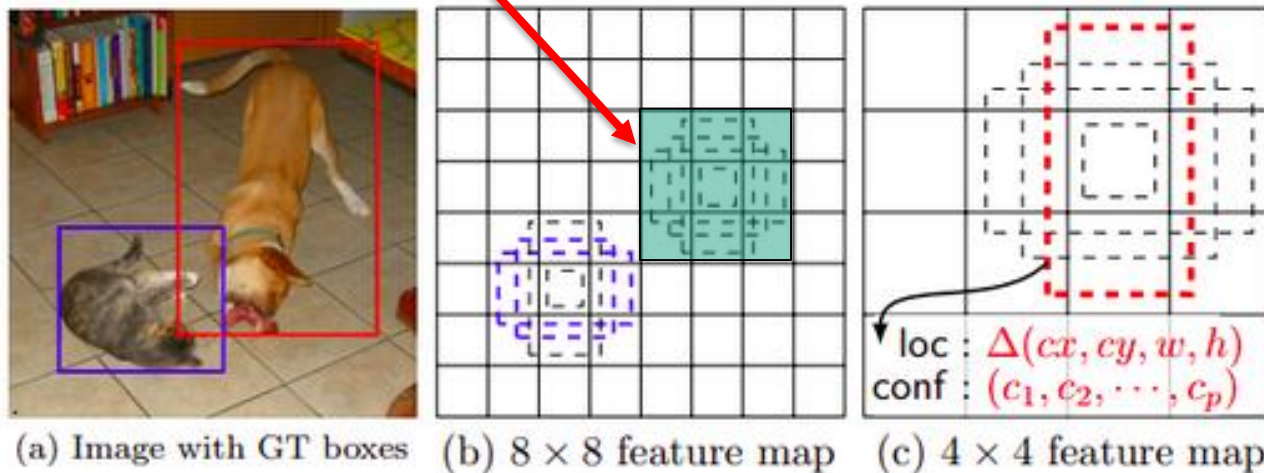 loc : Δ(cx, cy, w, h)
conf : (c₁, c₂, ⋯, cₚ)
(a) Image with GT boxes
(b) 8 × 8 feature map
(c) 4 × 4 feature map